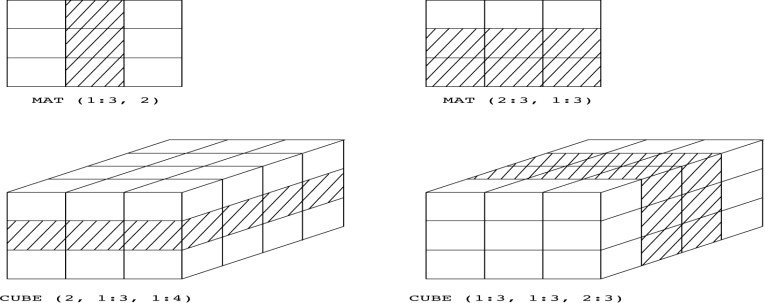 MAT (1:3, 2)
MAT (2:3, 1:3)
CUBE (2, 1:3, 1:4)
CUBE (1:3, 1:3, 2:3)